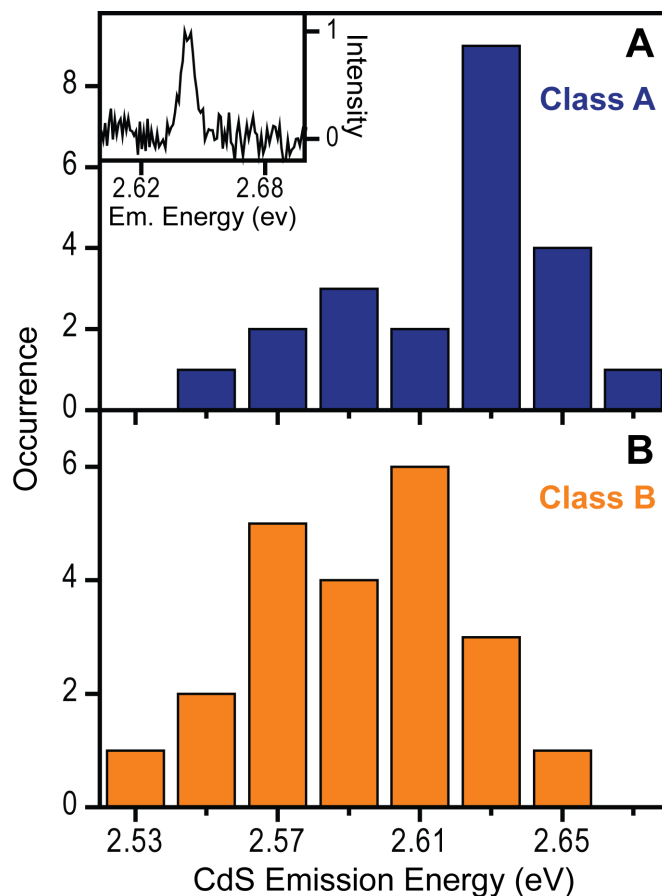 A
Class A
1
0
Intensity
2.62 2.68
Em. Energy (ev)
8
6
4
2
0
Occurrence
B
Class B
6
4
2
0
2.53 2.57 2.61 2.65
CdS Emission Energy (eV)